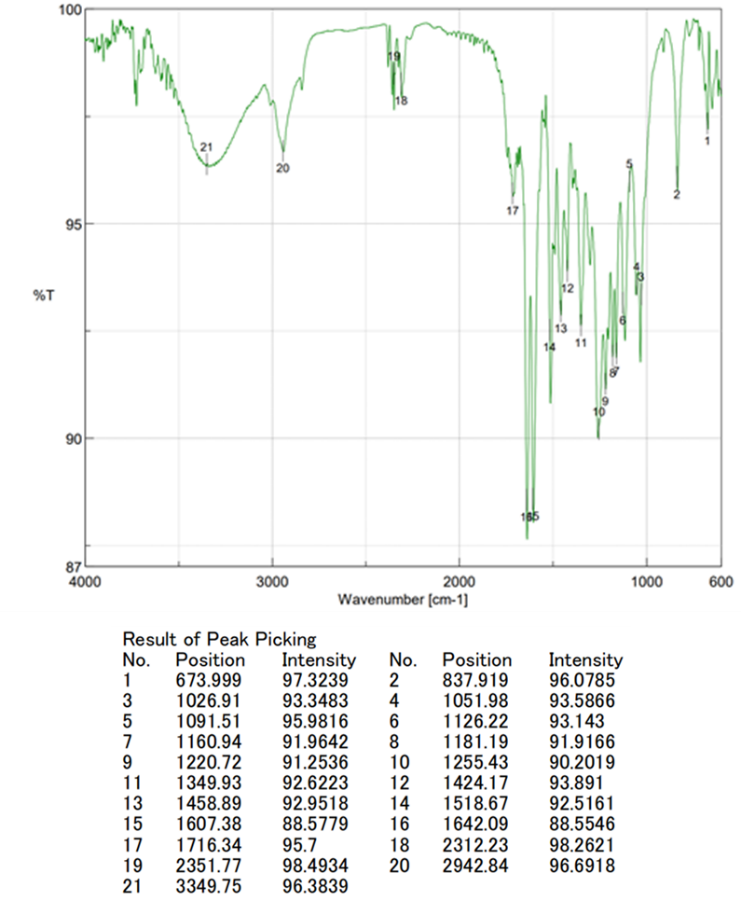 100
95
%T
90
87
4000
3000
2000
1000
600
Wavenumber [cm-1]
21
20
19
18
17
15
14
13
12
11
10
9
7
6
5
4
3
2
1
Result of Peak Picking
No. Position Intensity No. Position Intensity
1 673.999 97.3239 2 837.919 96.0785
3 1026.91 93.3483 4 1051.98 93.5866
5 1091.51 95.9816 6 1126.22 93.143
7 1160.94 91.9642 8 1181.19 91.9166
9 1220.72 91.2536 10 1255.43 90.2019
11 1349.93 92.6223 12 1424.17 93.891
13 1458.89 92.9518 14 1518.67 92.5161
15 1607.38 88.5779 16 1642.09 88.5546
17 1716.34 95.7 18 2312.23 98.2621
19 2351.77 98.4934 20 2942.84 96.6918
21 3349.75 96.3839